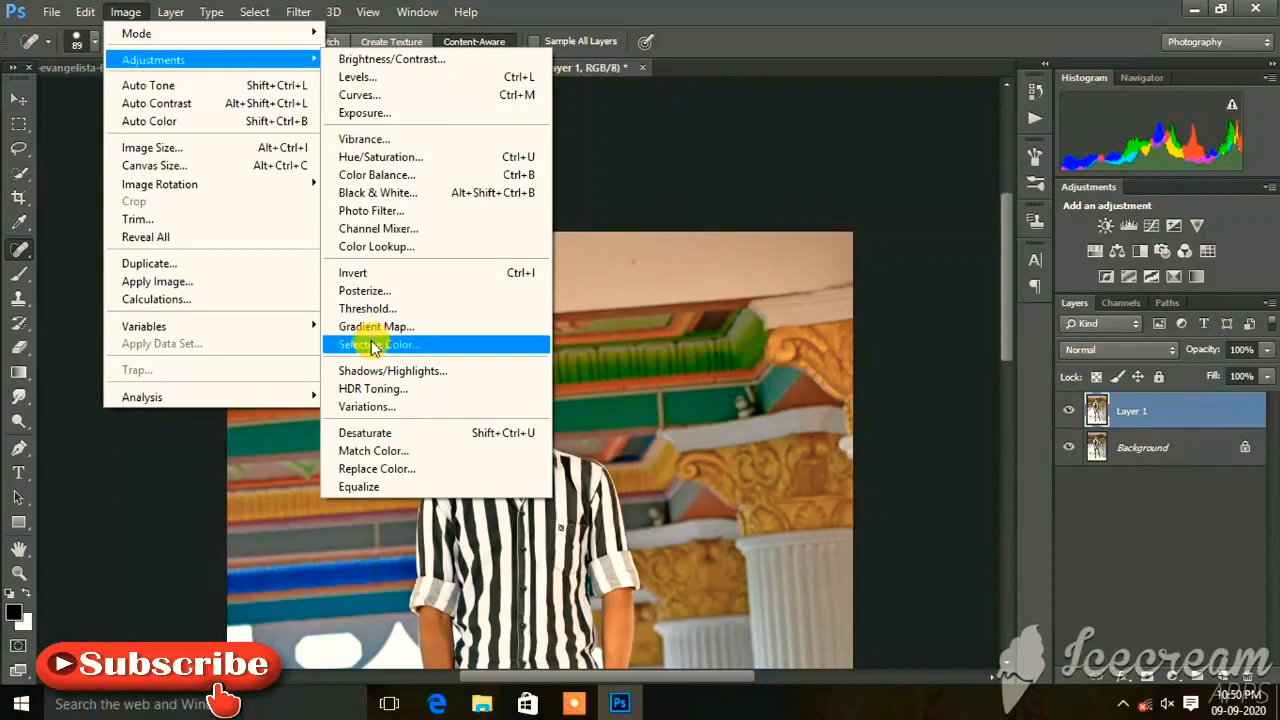 Ps File Edit Image Layer Type Select Filter 3D View Window Help
89 Create Texture Content-Aware Sample All Layers Photography
-evangelista-6 ayer 1, RGB/8) *
Mode
Adjustments
Auto Tone Shift+Ctrl+L
Auto Contrast Alt+Shift+Ctrl+L
Auto Color Shift+Ctrl+B
Image Size... Alt+Ctrl+I
Canvas Size... Alt+Ctrl+C
Image Rotation
Crop
Trim...
Reveal All
Duplicate...
Apply Image...
Calculations...
Variables
Apply Data Set...
Trap...
Analysis
Brightness/Contrast...
Levels... Ctrl+L
Curves... Ctrl+M
Exposure...
Vibrance...
Hue/Saturation... Ctrl+U
Color Balance... Ctrl+B
Black & White... Alt+Shift+Ctrl+B
Photo Filter...
Channel Mixer...
Color Lookup...
Invert Ctrl+I
Posterize...
Threshold...
Gradient Map...
Selective Color...
Shadows/Highlights...
HDR Toning...
Variations...
Desaturate Shift+Ctrl+U
Match Color...
Replace Color...
Equalize
Histogram Navigator
Adjustments
Add an adjustment
Layers Channels Paths
Kind
Normal Opacity: 100%
Fill: 100%
Layer 1
Background
Subscribe
Icecream
APPS
Search the web and Wind
Ps
10:50 PM
09-09-2020